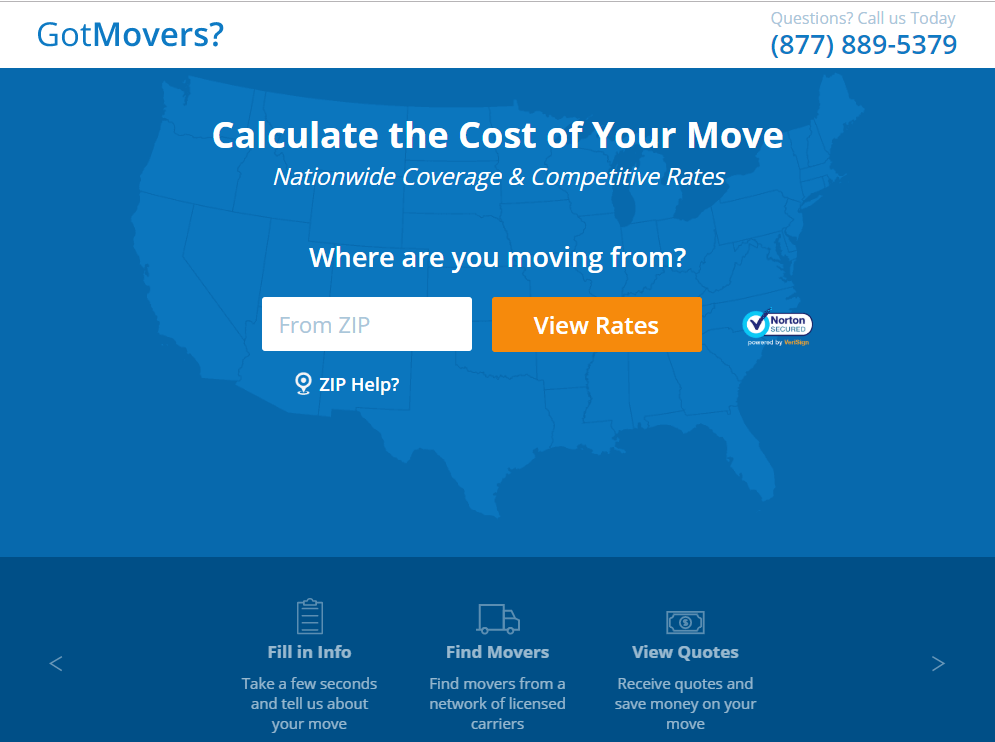 GotMovers?
Questions? Call us Today
(877) 889-5379
Calculate the Cost of Your Move
Nationwide Coverage & Competitive Rates
Where are you moving from?
From ZIP
View Rates
Norton
SECURED
powered by VeriSign
ZIP Help?
Fill in Info
Take a few seconds
and tell us about
your move
Find Movers
Find movers from a
network of licensed
carriers
View Quotes
Receive quotes and
save money on your
move